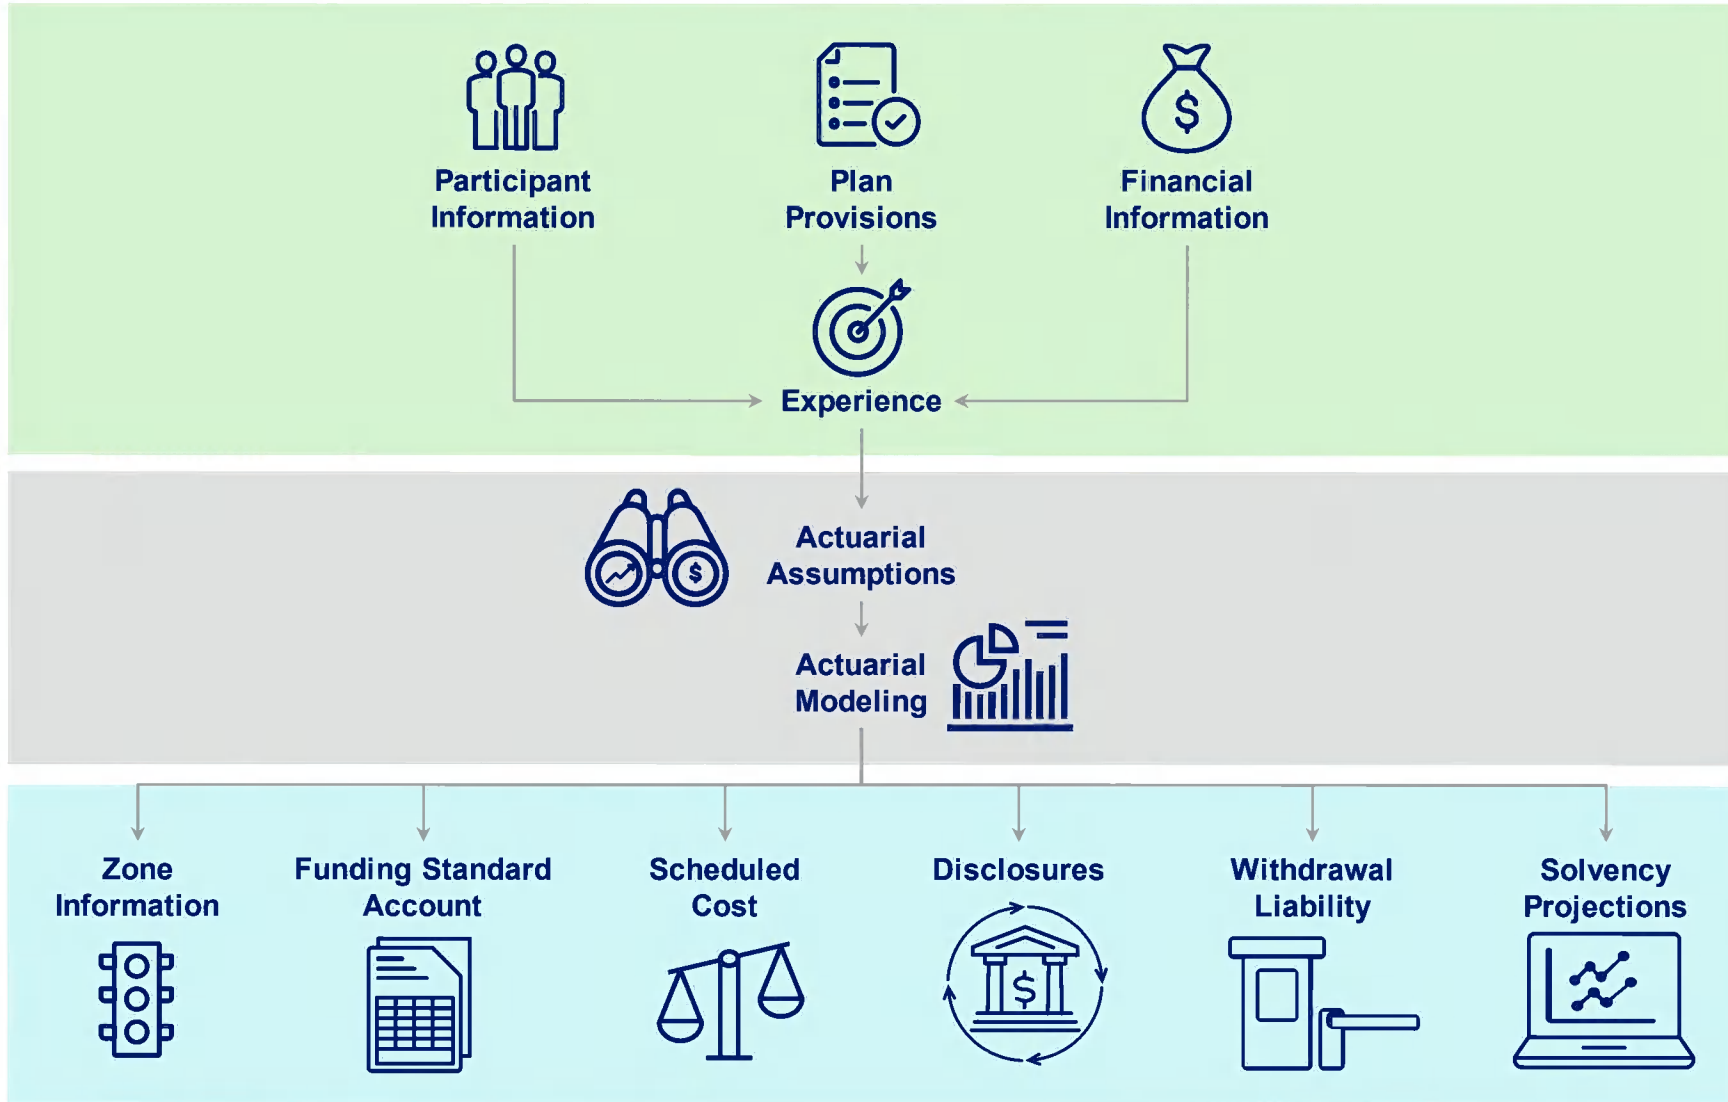 Participant
Information
Plan
Provisions
$
Financial
Information
Experience
$
Actuarial
Assumptions
Actuarial
Modeling
Zone
Information
Funding Standard
Account
Scheduled
Cost
Disclosures
$
Withdrawal
Liability
Solvency
Projections